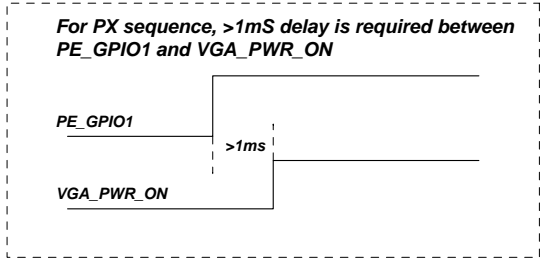 For PX sequence, >1mS delay is required between
PE_GPIO1 and VGA_PWR_ON
PE_GPIO1
>1ms
VGA_PWR_ON